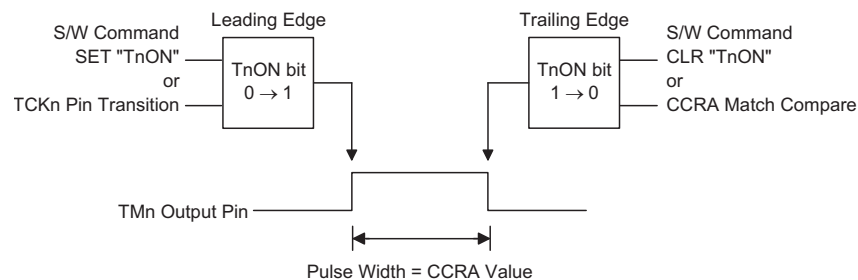 Leading Edge
S/W Command
SET "TnON"
or
TCKn Pin Transition
TnON bit
0 → 1
Trailing Edge
TnON bit
1 → 0
S/W Command
CLR "TnON"
or
CCRA Match Compare
TMn Output Pin
Pulse Width = CCRA Value